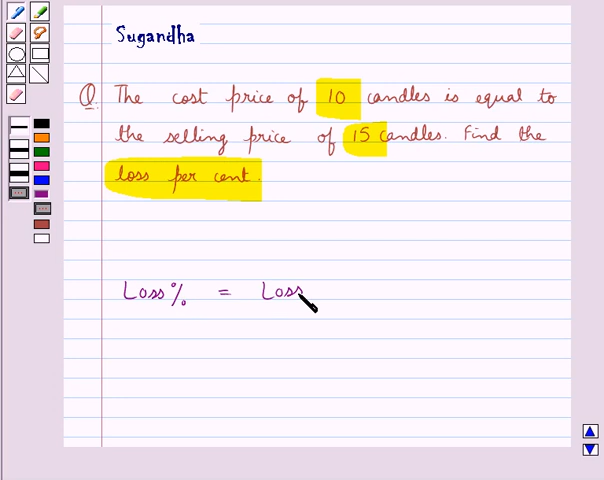 Sugandha
Q. The cost price of 10 candles is equal to
the selling price of 15 candles. Find the
loss per cent.
Loss% = Loss